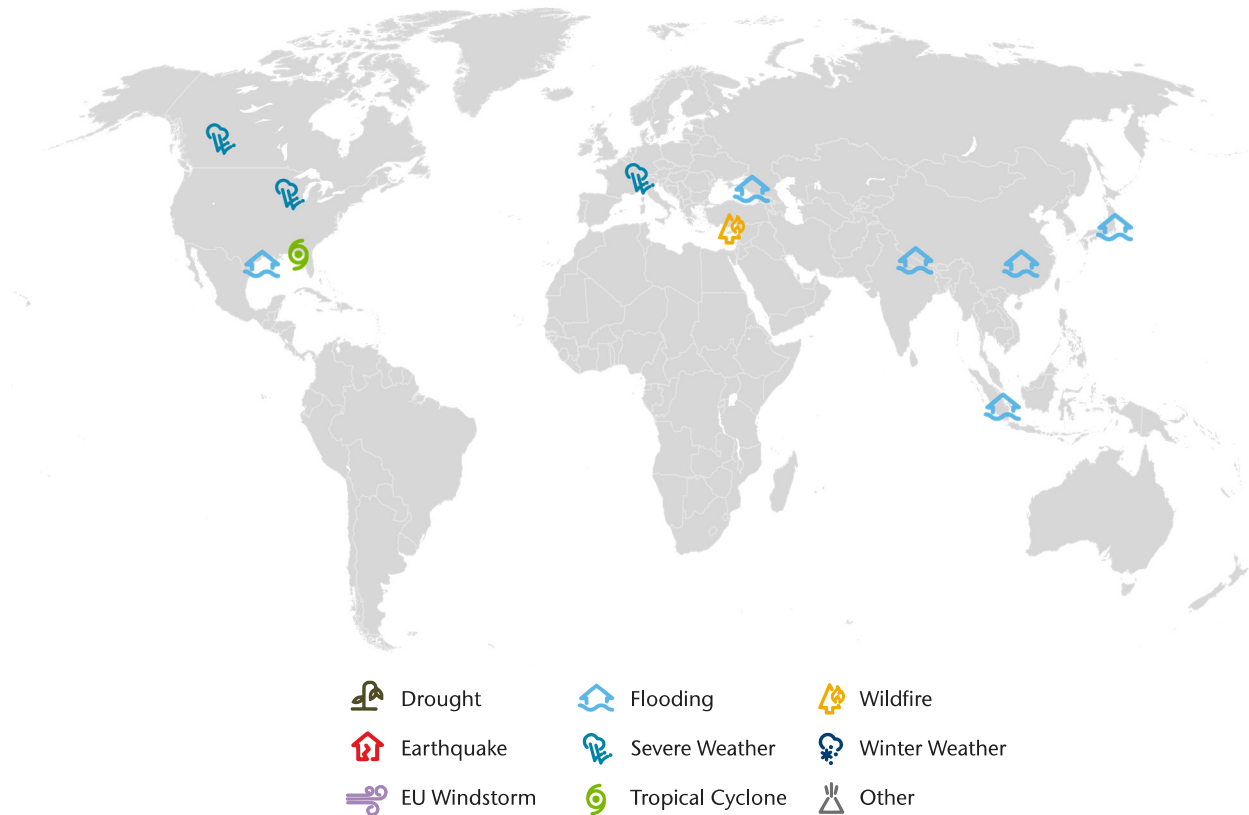 Drought
Flooding
Wildfire
Earthquake
Severe Weather
Winter Weather
EU Windstorm
Tropical Cyclone
Other